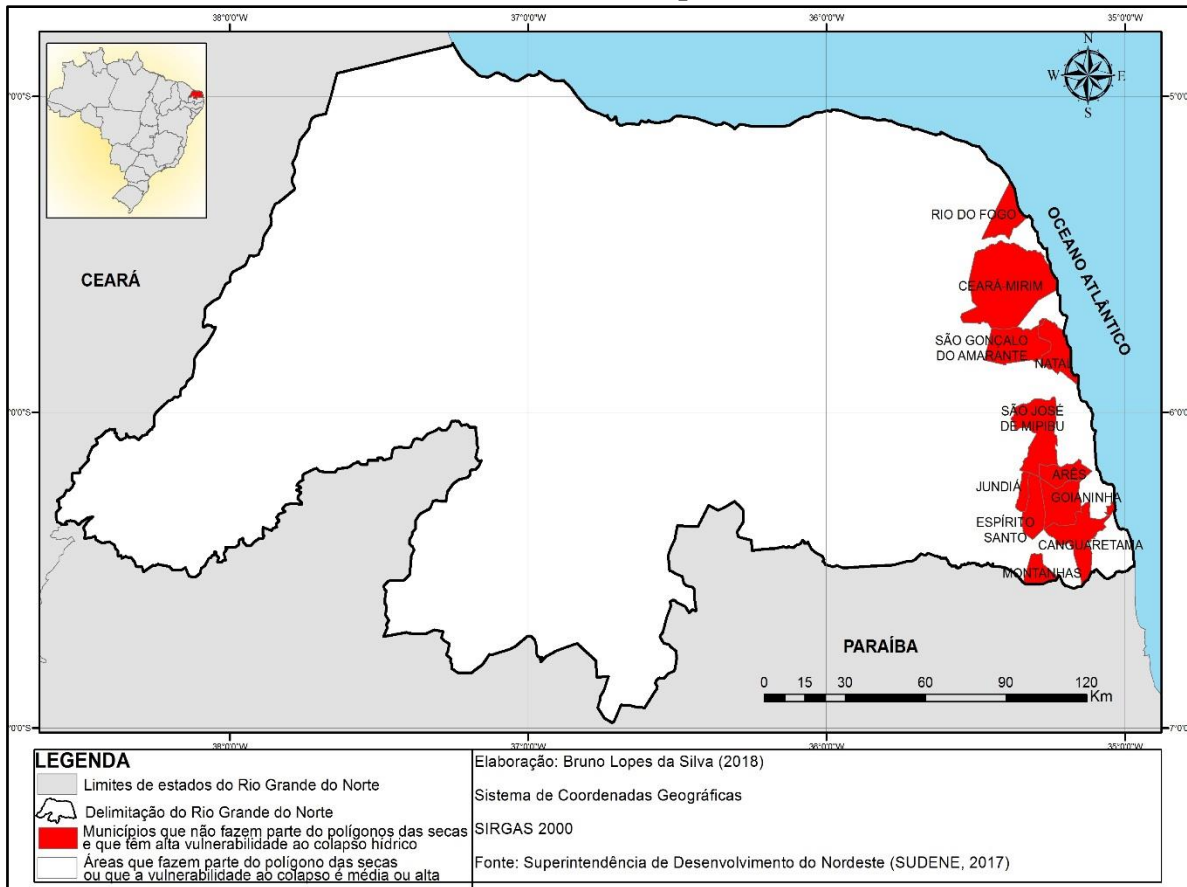 38°0'0"W 37°0'0"W 36°0'0"W 35°0'0"W
N
W E
S
5°0'0"S
RIO DO FOGO
OCEANO ATLÂNTICO
CEARÁ
CEARÁ-MIRIM
SÃO GONÇALO
DO AMARANTE
NATAL
6°0'0"S
SÃO JOSÉ
DE MIPIBU
ARÊS
JUNDIÁ
GOIANINHA
ESPÍRITO
SANTO
CANGUARETAMA
MONTANHAS
PARAÍBA
0 15 30 60 90 120
Km
7°0'0"S
38°0'0"W 37°0'0"W 36°0'0"W 35°0'0"W
LEGENDA
Limites de estados do Rio Grande do Norte
Delimitação do Rio Grande do Norte
Municípios que não fazem parte do polígonos das secas
e que têm alta vulnerabilidade ao colapso hídrico
Áreas que fazem parte do polígono das secas
ou que a vulnerabilidade ao colapso é média ou alta
Elaboração: Bruno Lopes da Silva (2018)
Sistema de Coordenadas Geográficas
SIRGAS 2000
Fonte: Superintendência de Desenvolvimento do Nordeste (SUDENE, 2017)